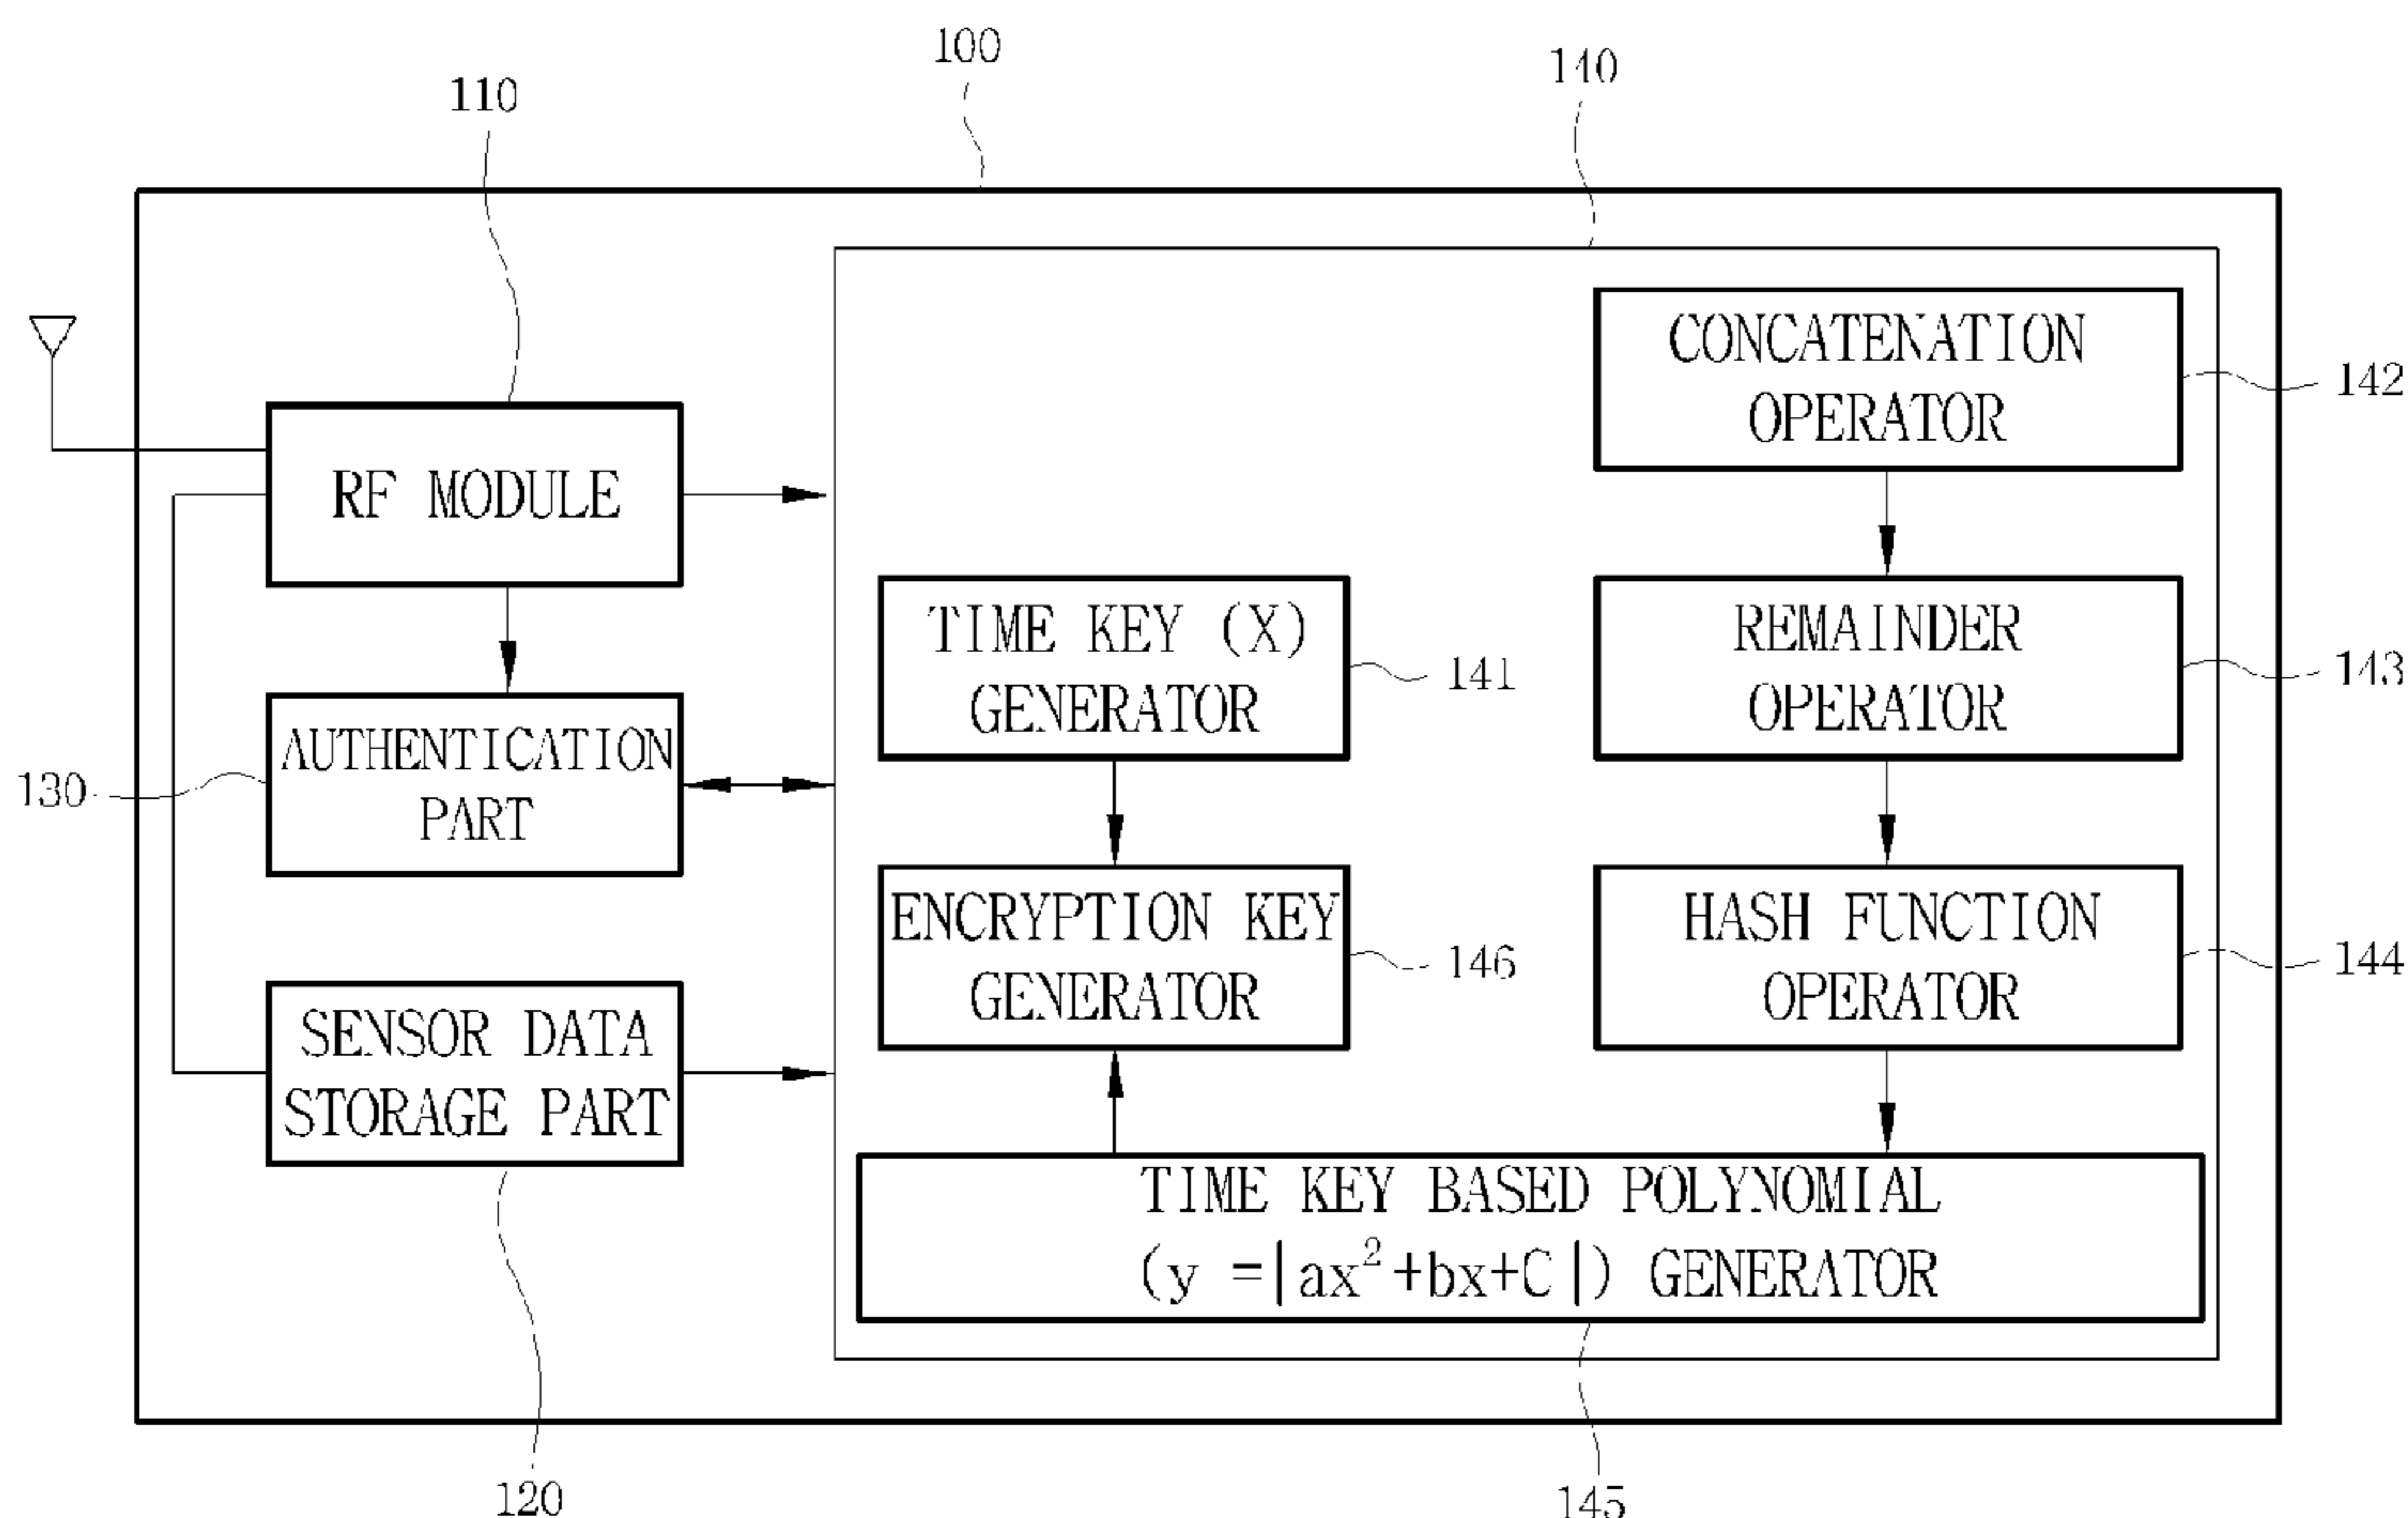 100
140
110
CONCATENATION
OPERATOR
142
RF MODULE
TIME KEY (X)
GENERATOR
141
REMAINDER
OPERATOR
143
AUTHENTICATION
PART
130
ENCRYPTION KEY
GENERATOR
146
HASH FUNCTION
OPERATOR
144
SENSOR DATA
STORAGE PART
TIME KEY BASED POLYNOMIAL
(y =|ax²+bx+C|) GENERATOR
120
145